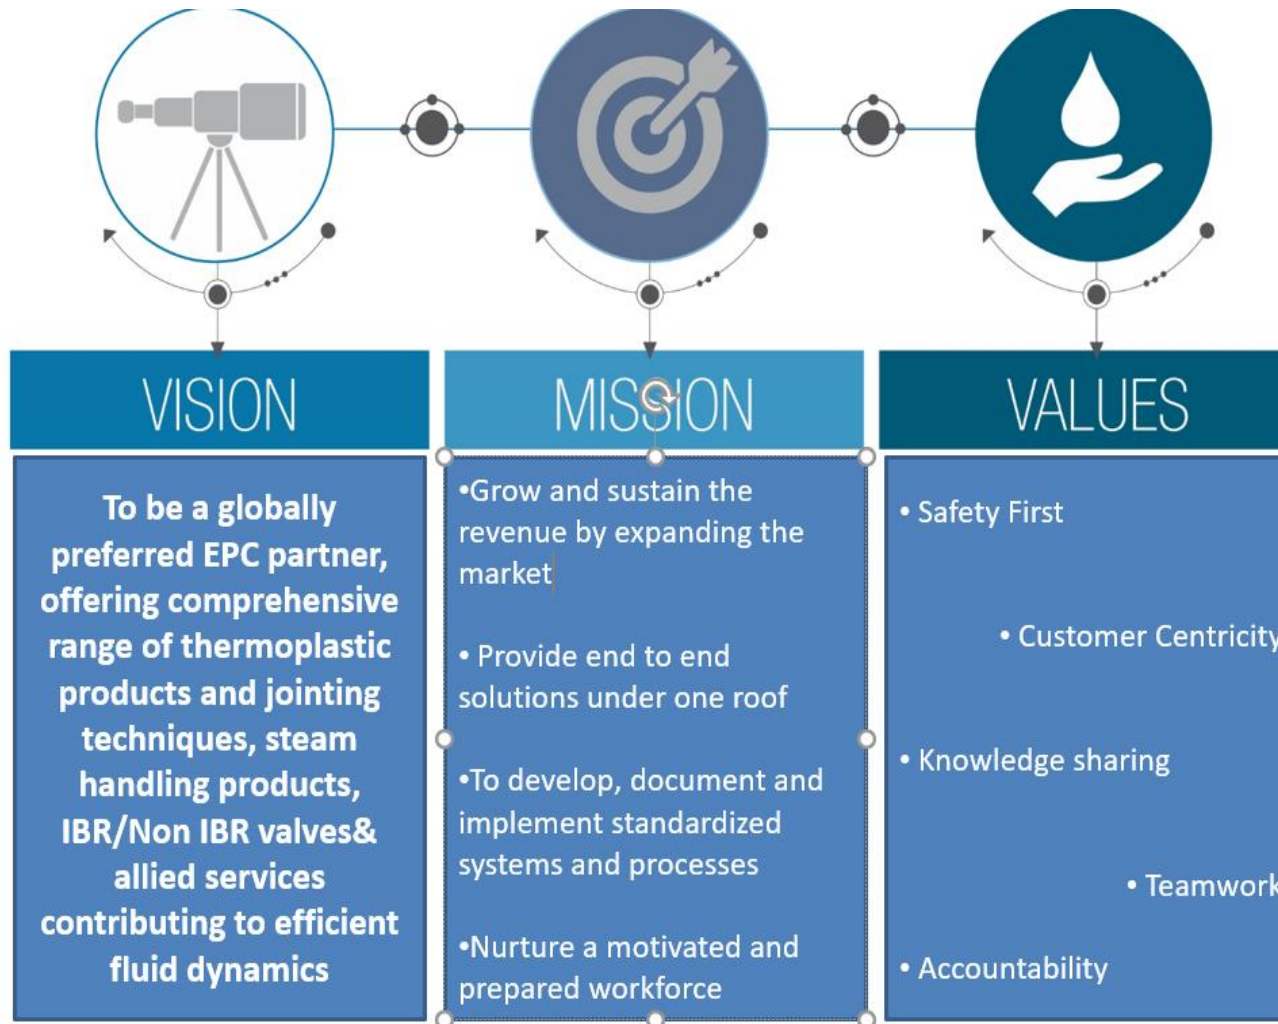 VISION
To be a globally
preferred EPC partner,
offering comprehensive
range of thermoplastic
products and jointing
techniques, steam
handling products,
IBR/Non IBR valves&
allied services
contributing to efficient
fluid dynamics
MISSION
•Grow and sustain the
revenue by expanding the
market
• Provide end to end
solutions under one roof
•To develop, document and
implement standardized
systems and processes
•Nurture a motivated and
prepared workforce
VALUES
• Safety First
• Customer Centricity
• Knowledge sharing
• Teamwork
• Accountability